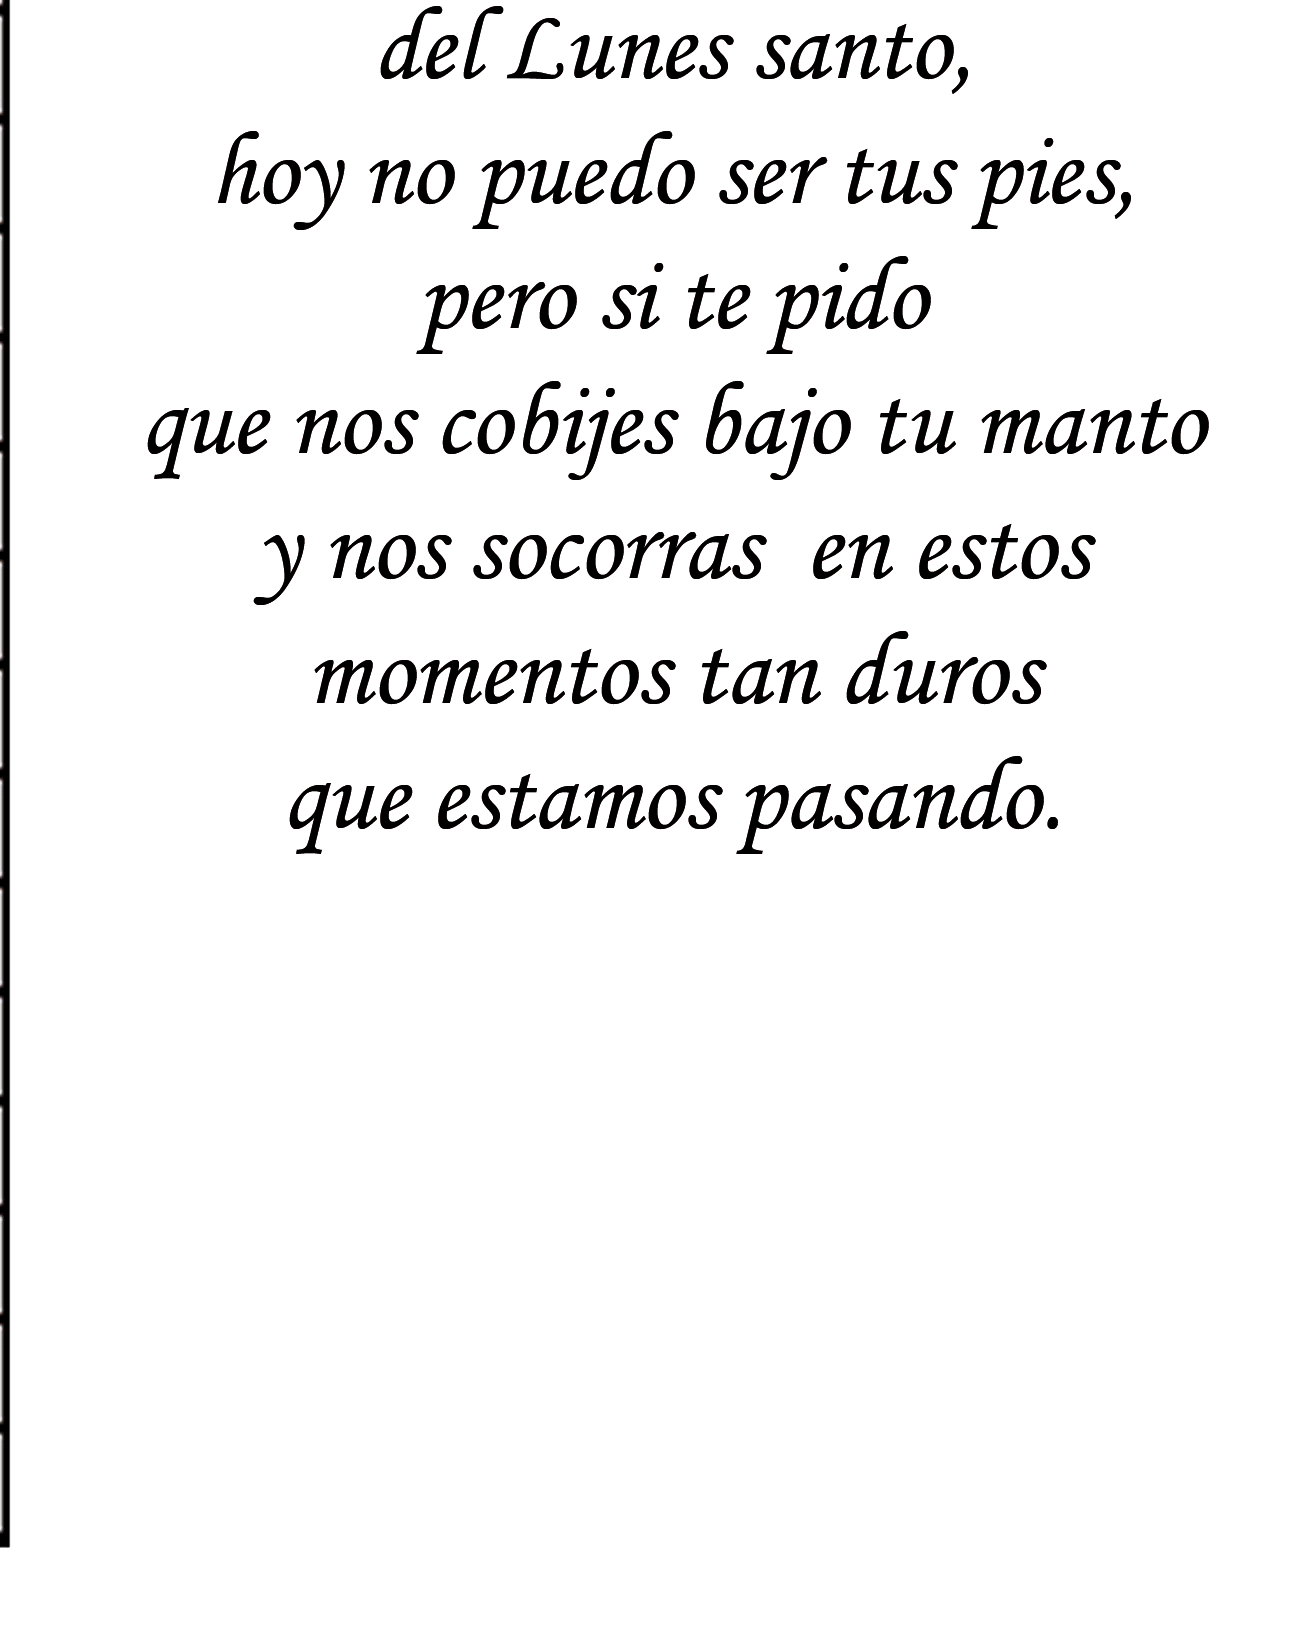 del Lunes santo,
hoy no puedo ser tus pies,
pero si te pido
que nos cobijes bajo tu manto
y nos socorras  en estos
momentos tan duros
que estamos pasando.